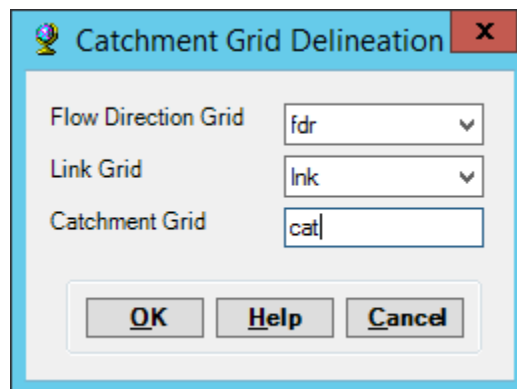 Catchment Grid Delineation x
Flow Direction Grid fdr
Link Grid lnk
Catchment Grid cat
OK Help Cancel